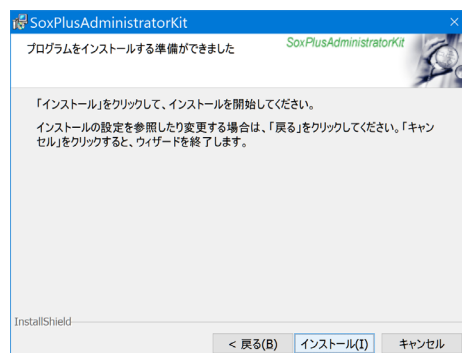 SoxPlusAdministratorKit
プログラムをインストールする準備ができました
SoxPlusAdministratorKit
「インストール」をクリックして、インストールを開始してください。
インストールの設定を参照したり変更する場合は、「戻る」をクリックしてください。「キャン
セル」をクリックすると、ウィザードを終了します。
InstallShield
< 戻る(B)
インストール(I)
キャンセル